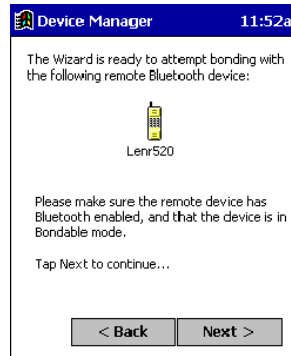 Device Manager 11:52a
The Wizard is ready to attempt bonding with
the following remote Bluetooth device:
Lenr520
Please make sure the remote device has
Bluetooth enabled, and that the device is in
Bondable mode.
Tap Next to continue...
< Back Next >